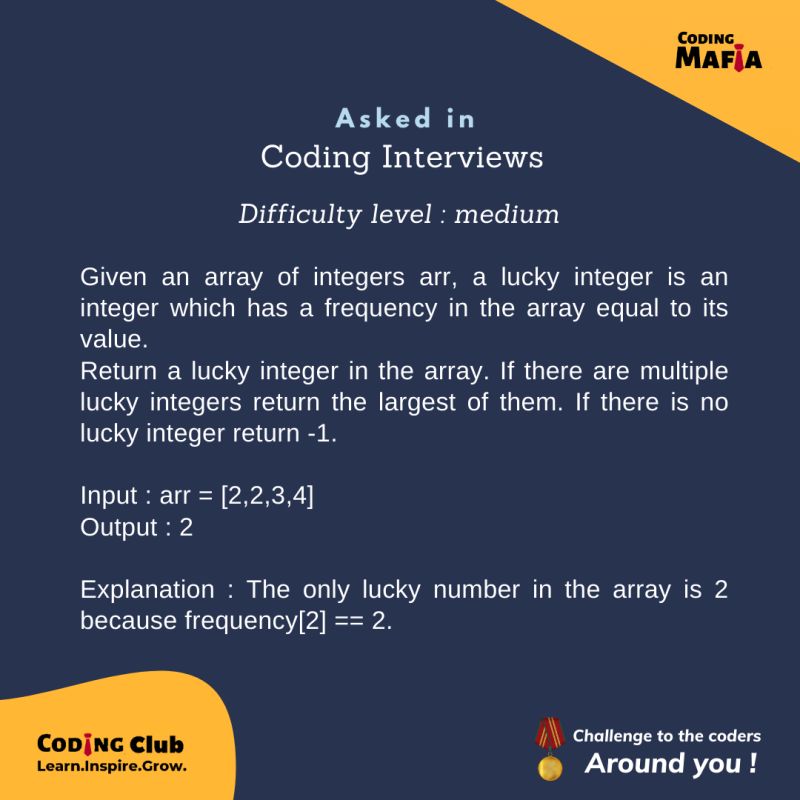 CODING
MAFIA
Asked in
Coding Interviews
Difficulty level : medium
Given an array of integers arr, a lucky integer is an
integer which has a frequency in the array equal to its
value.
Return a lucky integer in the array. If there are multiple
lucky integers return the largest of them. If there is no
lucky integer return -1.
Input : arr = [2,2,3,4]
Output : 2
Explanation : The only lucky number in the array is 2
because frequency[2] == 2.
CODING Club
Learn.Inspire.Grow.
Challenge to the coders
Around you !